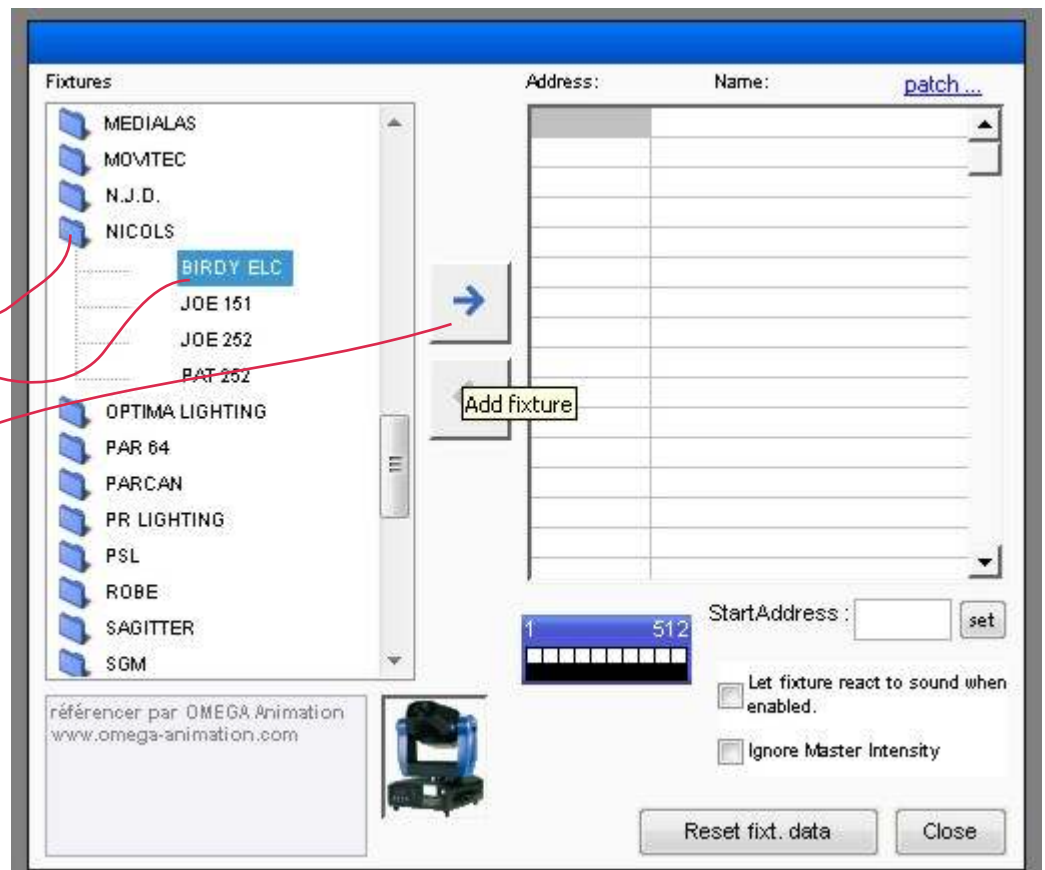 Fixtures
Address:
Name:
patch ...
MEDIALAS
MOVITEC
N.J.D.
NICOLS
BIRDY ELC
JOE 151
JOE 252
PAT 252
OPTIMA LIGHTING
PAR 64
PARCAN
PR LIGHTING
PSL
ROBE
SAGITTER
SGM
Add fixture
1 512
StartAddress :
set
Let fixture react to sound when
enabled.
Ignore Master Intensity
référencer par OMEGA Animation
www.omega-animation.com
Reset fixt. data
Close